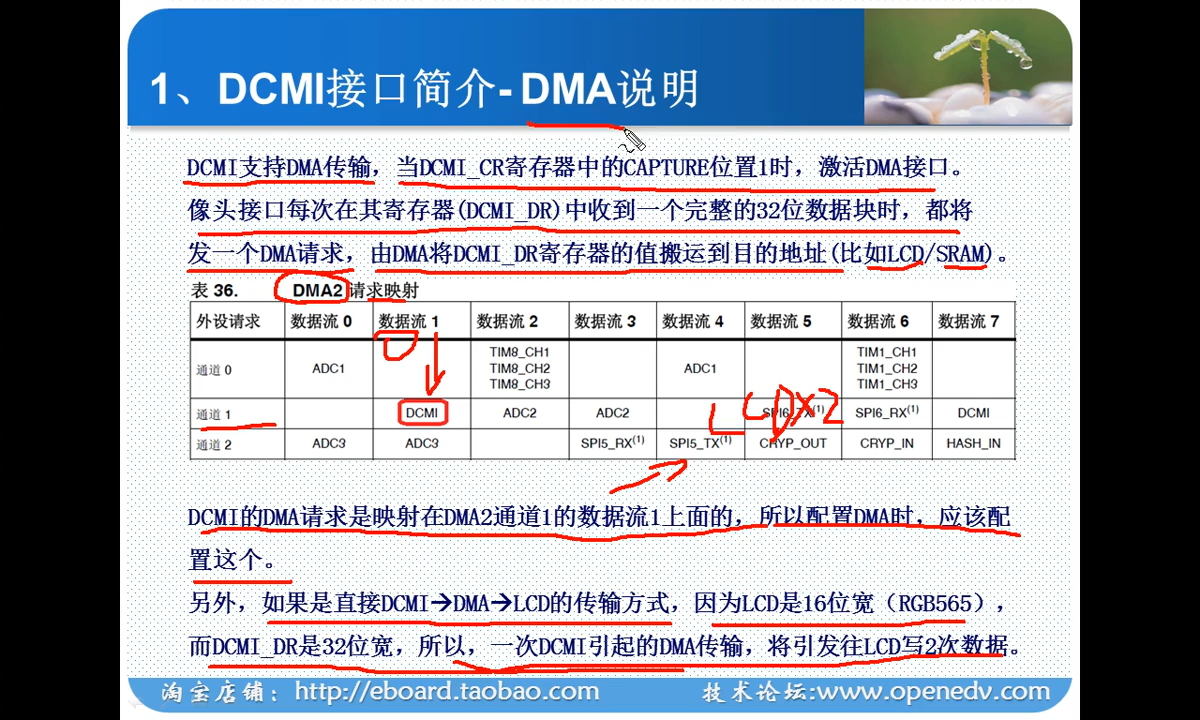 1、DCMI接口简介- DMA说明
DCMI支持DMA传输，当DCMI_CR寄存器中的CAPTURE位置1时，激活DMA接口。
像头接口每次在其寄存器(DCMI_DR)中收到一个完整的32位数据块时，都将
发一个DMA请求，由DMA将DCMI_DR寄存器的值搬运到目的地址(比如LCD/SRAM)。
表 36. DMA2 请求映射
外设请求 数据流 0 数据流 1 数据流 2 数据流 3 数据流 4 数据流 5 数据流 6 数据流 7
通道 0 ADC1 TIM8_CH1 TIM8_CH2 TIM8_CH3 ADC1 TIM1_CH1 TIM1_CH2 TIM1_CH3
通道 1 DCMI ADC2 ADC2 SPI6_TX(1) SPI6_RX(1) DCMI
通道 2 ADC3 ADC3 SPI5_RX(1) SPI5_TX(1) CRYP_OUT CRYP_IN HASH_IN
LCDX2
DCMI的DMA请求是映射在DMA2通道1的数据流1上面的，所以配置DMA时，应该配
置这个。
另外，如果是直接DCMI→DMA→LCD的传输方式，因为LCD是16位宽（RGB565），
而DCMI_DR是32位宽，所以，一次DCMI引起的DMA传输，将引发往LCD写2次数据。
淘宝店铺：http://eboard.taobao.com 技术论坛:www.openedv.com